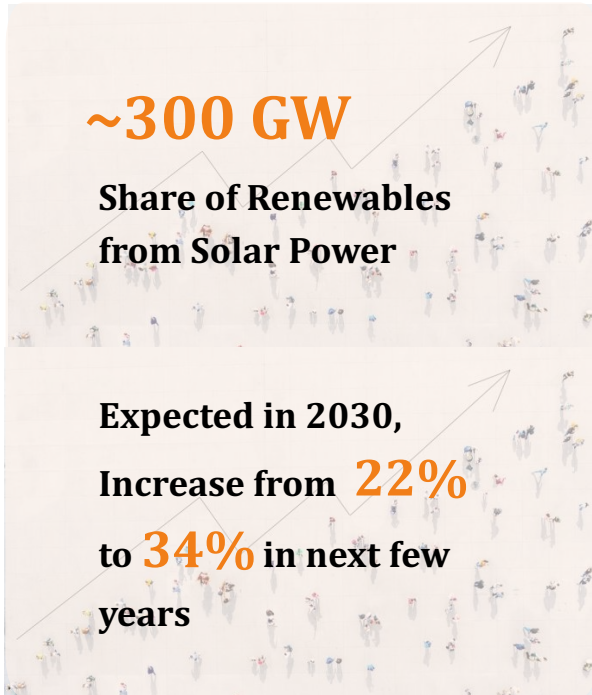 ~300 GW
Share of Renewables
from Solar Power
Expected in 2030,
Increase from 22%
to 34% in next few
years